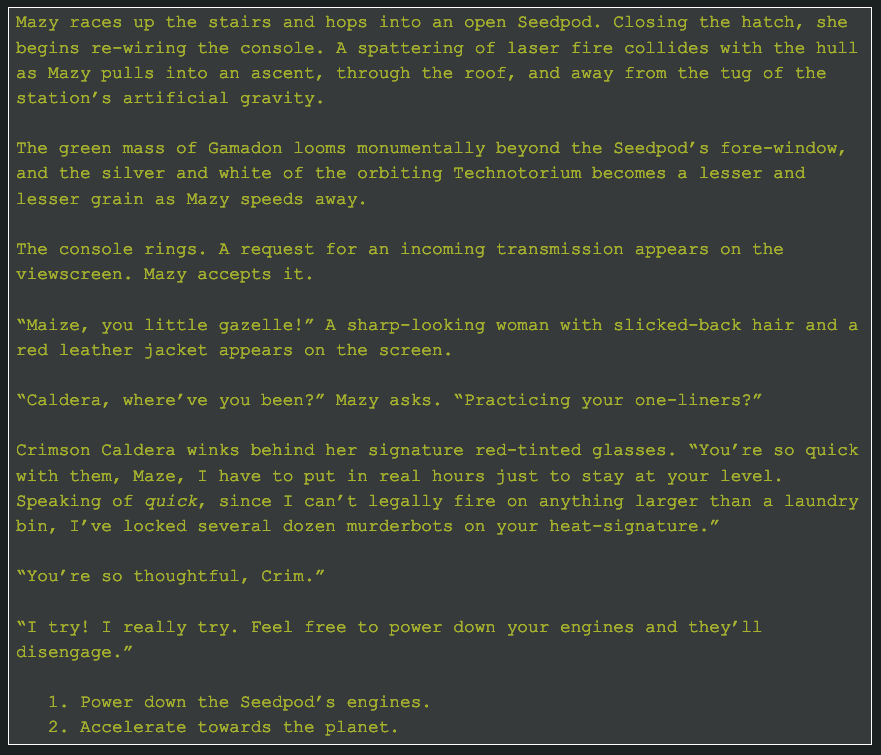 Mazy races up the stairs and hops into an open Seedpod. Closing the hatch, she
begins re-wiring the console. A spattering of laser fire collides with the hull
as Mazy pulls into an ascent, through the roof, and away from the tug of the
station’s artificial gravity.
The green mass of Gamadon looms monumentally beyond the Seedpod’s fore-window,
and the silver and white of the orbiting Technotorium becomes a lesser and
lesser grain as Mazy speeds away.
The console rings. A request for an incoming transmission appears on the
viewscreen. Mazy accepts it.
“Maize, you little gazelle!” A sharp-looking woman with slicked-back hair and a
red leather jacket appears on the screen.
“Caldera, where’ve you been?” Mazy asks. “Practicing your one-liners?”
Crimson Caldera winks behind her signature red-tinted glasses. “You’re so quick
with them, Maze, I have to put in real hours just to stay at your level.
Speaking of quick, since I can’t legally fire on anything larger than a laundry
bin, I’ve locked several dozen murderbots on your heat-signature.”
“You’re so thoughtful, Crim.”
“I try! I really try. Feel free to power down your engines and they’ll
disengage.”
1. Power down the Seedpod’s engines.
2. Accelerate towards the planet.